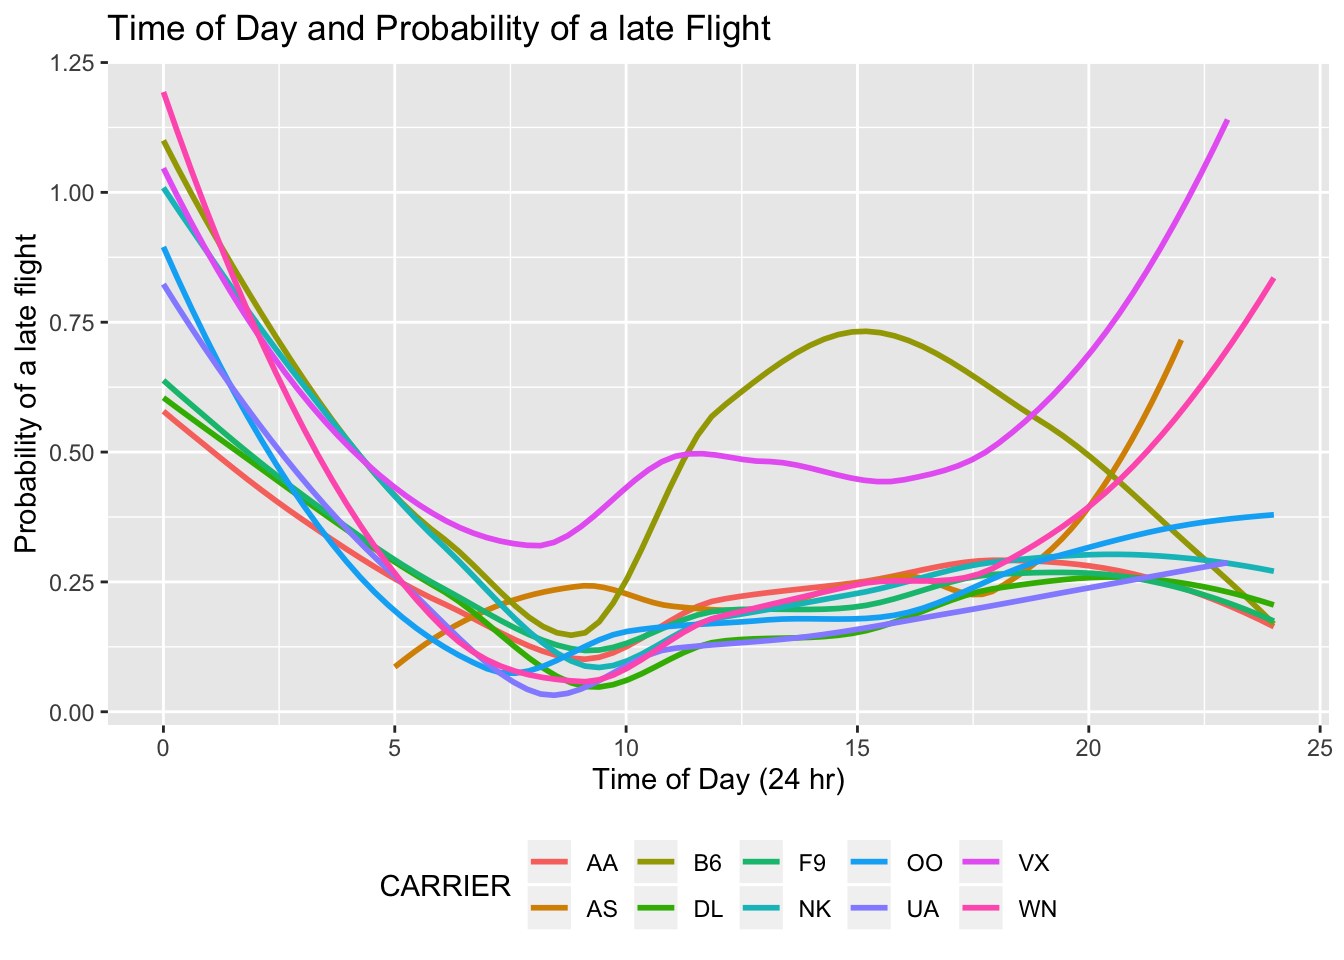 Time of Day and Probability of a late Flight
Probability of a late flight
1.25
1.00
0.75
0.50
0.25
0.00
0 5 10 15 20 25
Time of Day (24 hr)
CARRIER
AA B6 F9 OO VX
AS DL NK UA WN